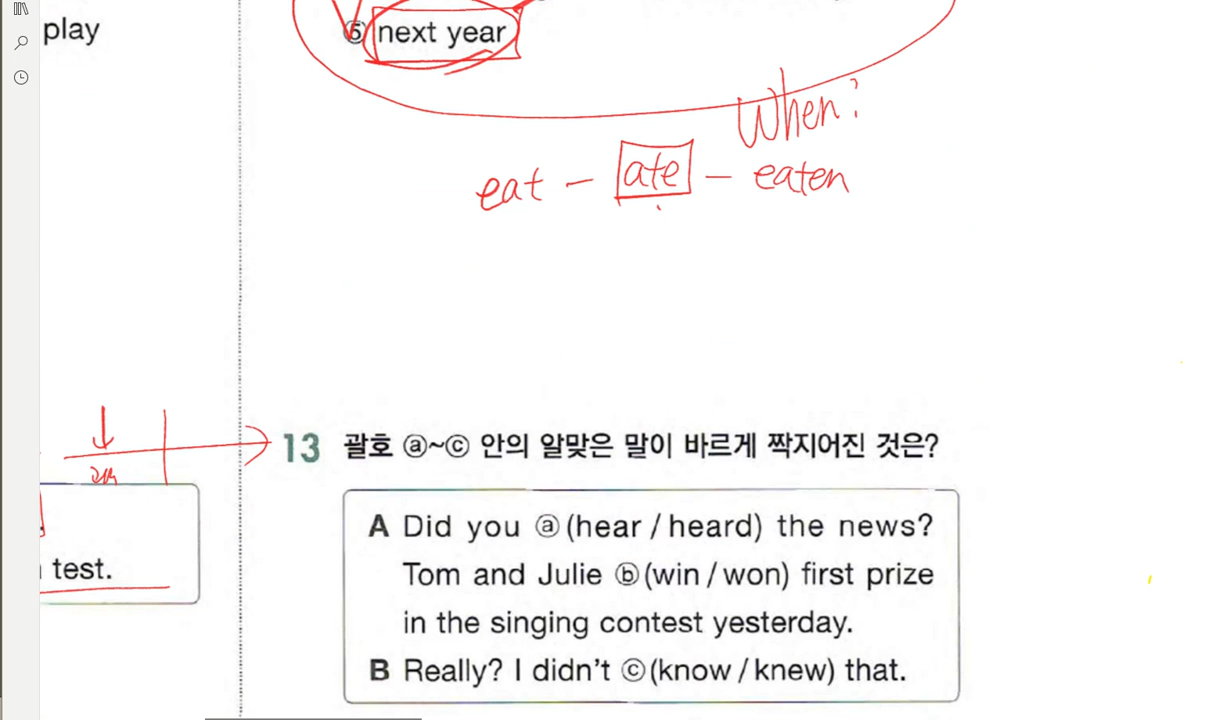 play
⑤ next year
When?
eat - ate - eaten
13 괄호 ⓐ~ⓒ 안의 알맞은 말이 바르게 짝지어진 것은?
A Did you ⓐ (hear / heard) the news?
Tom and Julie ⓑ (win / won) first prize
in the singing contest yesterday.
B Really? I didn't ⓒ (know / knew) that.
test.